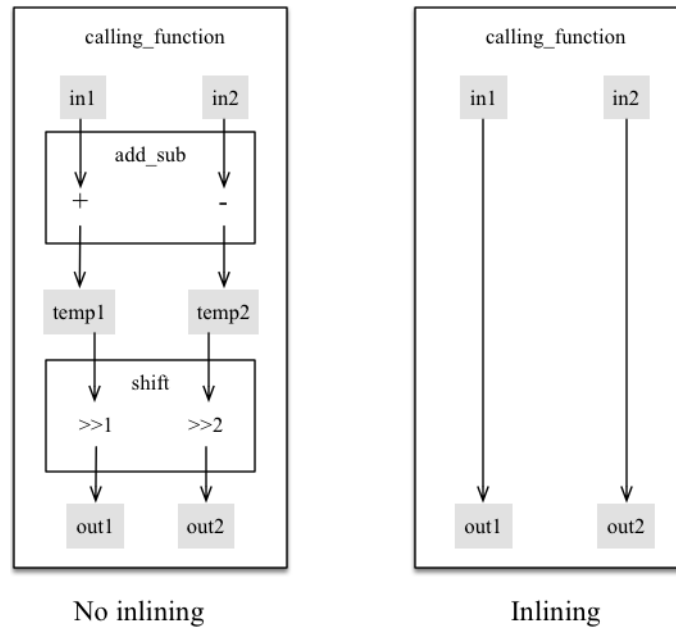 calling_function
in1 in2
add_sub
+ -
temp1 temp2
shift
>>1 >>2
out1 out2
No inlining
calling_function
in1 in2
out1 out2
Inlining